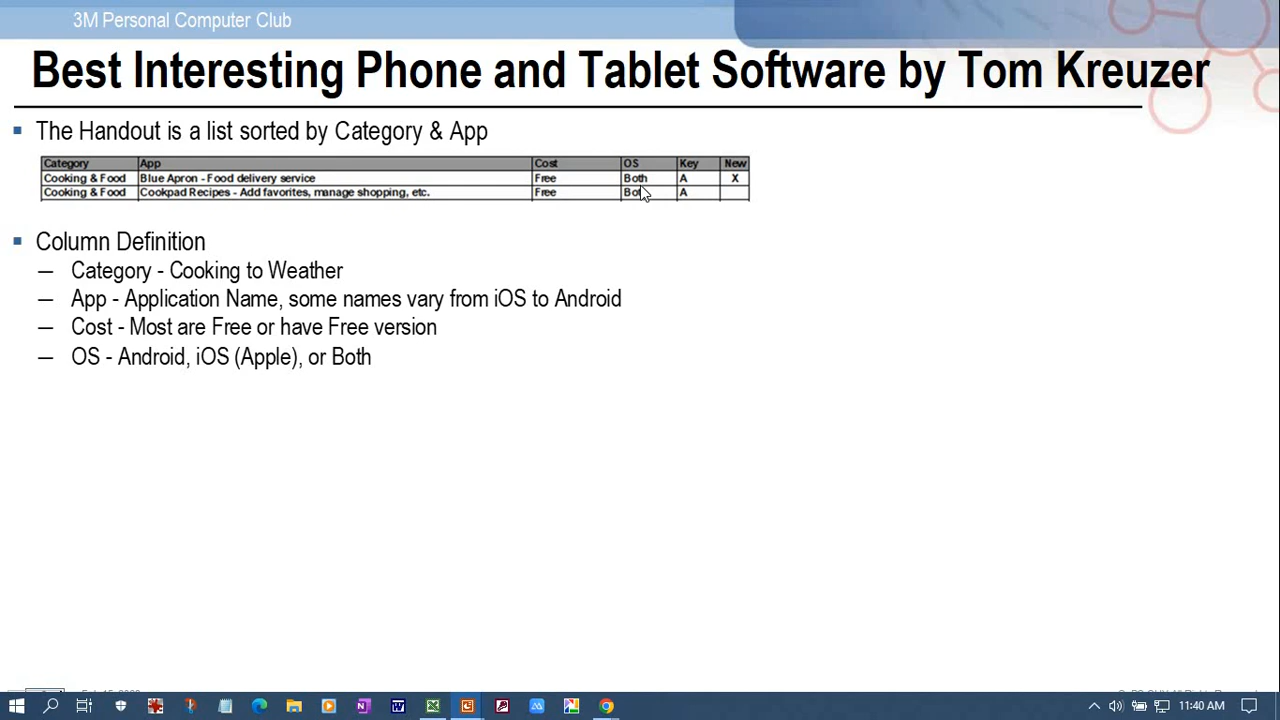 3M Personal Computer Club
Best Interesting Phone and Tablet Software by Tom Kreuzer
The Handout is a list sorted by Category & App
Category App Cost OS Key New
Cooking & Food Blue Apron - Food delivery service Free Both A X
Cooking & Food Cookpad Recipes - Add favorites, manage shopping, etc. Free A
Column Definition
— Category - Cooking to Weather
— App - Application Name, some names vary from iOS to Android
— Cost - Most are Free or have Free version
— OS - Android, iOS (Apple), or Both
11:40 AM